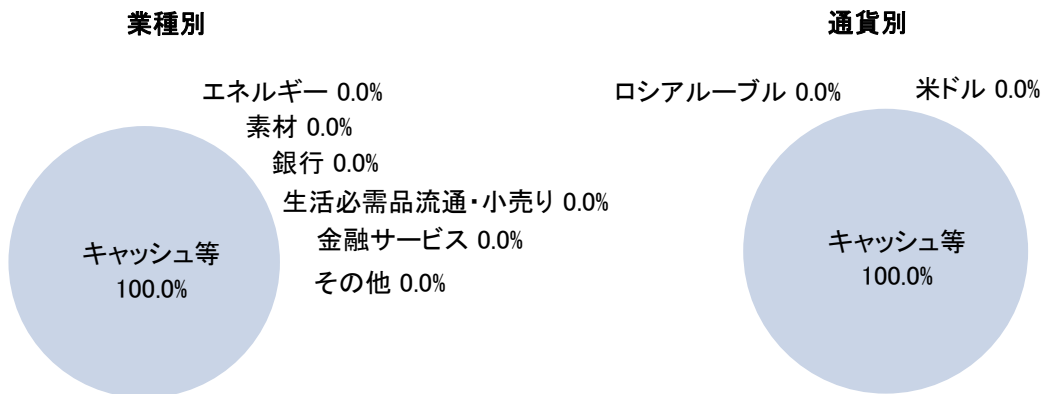 業種別
エネルギー 0.0%
素材 0.0%
銀行 0.0%
生活必需品流通・小売り 0.0%
金融サービス 0.0%
その他 0.0%
キャッシュ等
100.0%
通貨別
ロシアルーブル 0.0%
米ドル 0.0%
キャッシュ等
100.0%